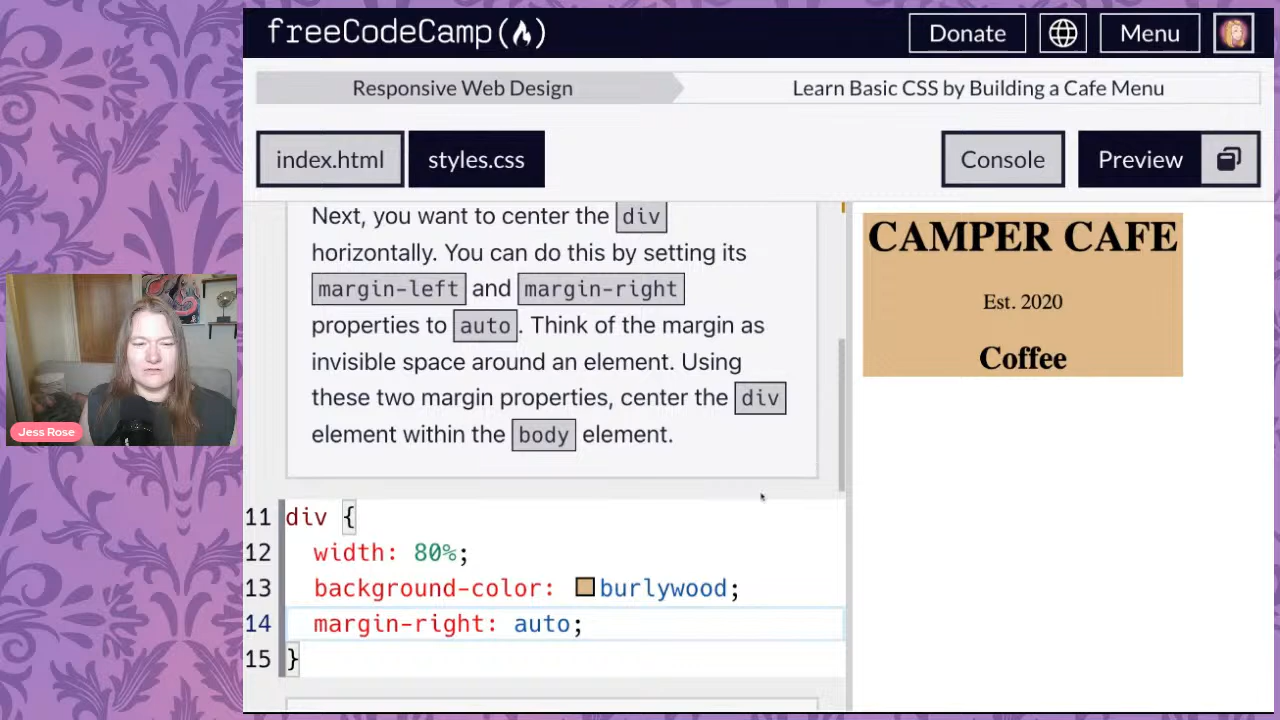 freeCodeCamp(🔥)
Donate
Menu
Responsive Web Design
Learn Basic CSS by Building a Cafe Menu
index.html
styles.css
Console
Preview
Next, you want to center the div
horizontally. You can do this by setting its
margin-left and margin-right
properties to auto. Think of the margin as
invisible space around an element. Using
these two margin properties, center the div
element within the body element.
11 div {
12 width: 80%;
13 background-color: burlywood;
14 margin-right: auto;
15 }
CAMPER CAFE
Est. 2020
Coffee
Jess Rose